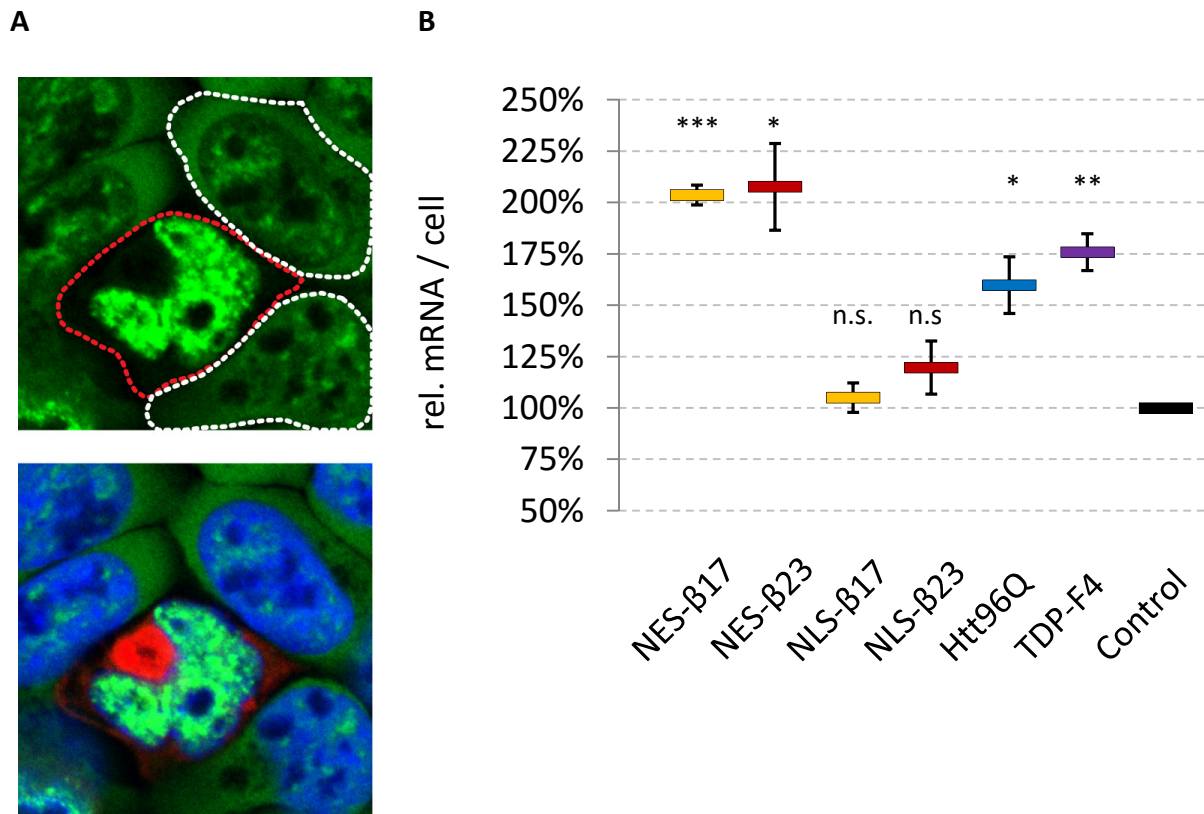 A
B
250%
225%
200%
175%
150%
125%
100%
75%
50%
rel. mRNA / cell
***
*
n.s.
n.s
*
**
NES-β17
NES-β23
NLS-β17
NLS-β23
Htt96Q
TDP-F4
Control